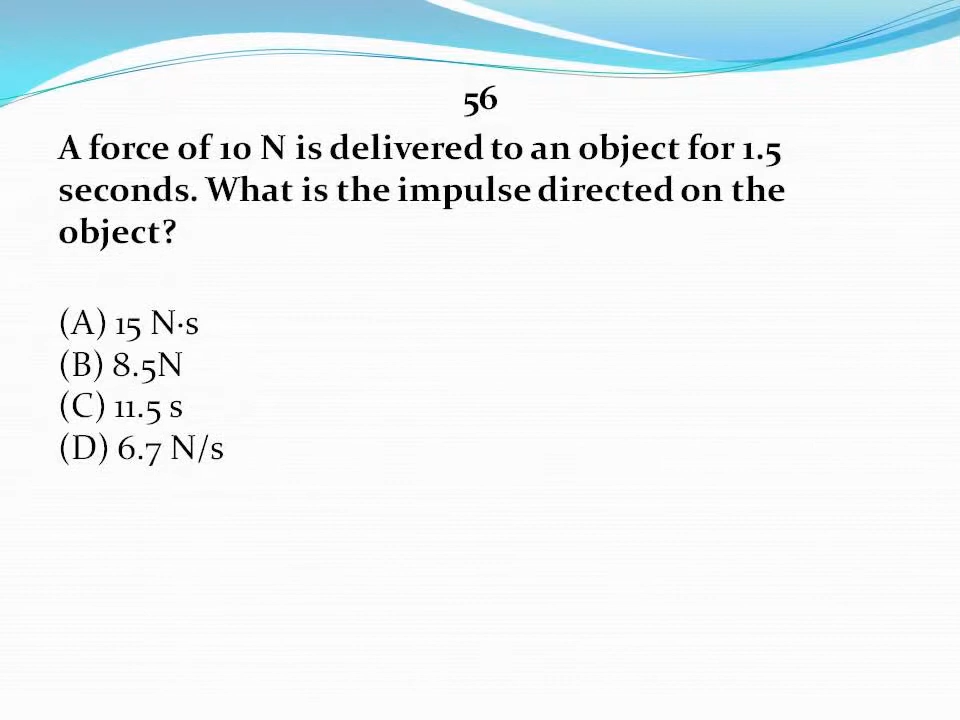 56
A force of 10 N is delivered to an object for 1.5
seconds. What is the impulse directed on the
object?
(A) 15 N·s
(B) 8.5N
(C) 11.5 s
(D) 6.7 N/s